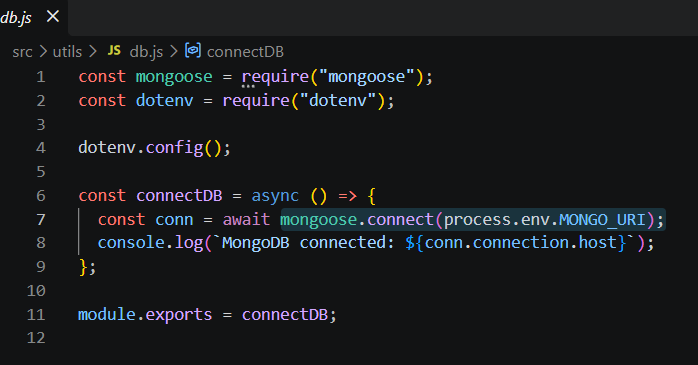 db.js ×
src > utils > JS db.js > connectDB
1 const mongoose = require("mongoose");
2 const dotenv = require("dotenv");
3
4 dotenv.config();
5
6 const connectDB = async () => {
7   const conn = await mongoose.connect(process.env.MONGO_URI);
8   console.log(`MongoDB connected: ${conn.connection.host}`);
9 };
10
11 module.exports = connectDB;
12